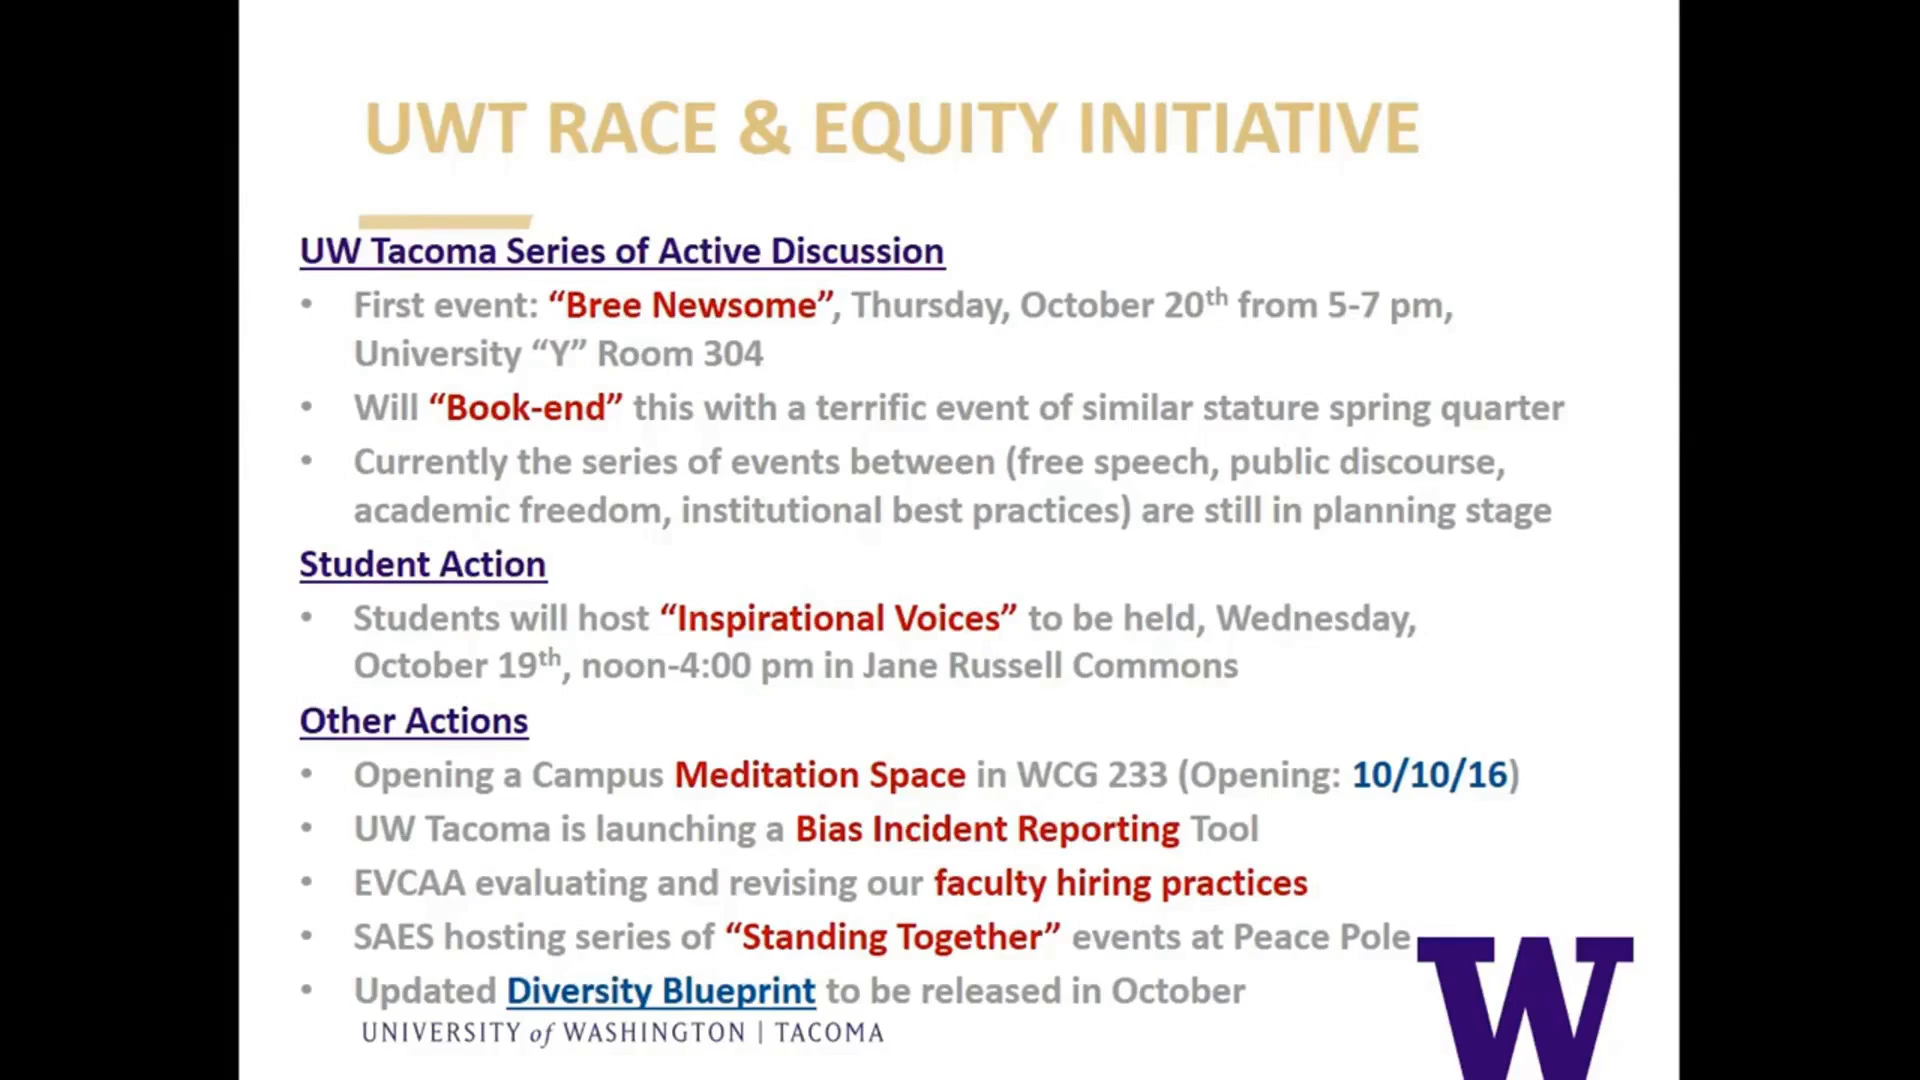 UWT RACE & EQUITY INITIATIVE
UW Tacoma Series of Active Discussion
• First event: “Bree Newsome”, Thursday, October 20th from 5-7 pm,
University “Y” Room 304
• Will “Book-end” this with a terrific event of similar stature spring quarter
• Currently the series of events between (free speech, public discourse,
academic freedom, institutional best practices) are still in planning stage
Student Action
• Students will host “Inspirational Voices” to be held, Wednesday,
October 19th, noon-4:00 pm in Jane Russell Commons
Other Actions
• Opening a Campus Meditation Space in WCG 233 (Opening: 10/10/16)
• UW Tacoma is launching a Bias Incident Reporting Tool
• EVCAA evaluating and revising our faculty hiring practices
• SAES hosting series of “Standing Together” events at Peace Pole
• Updated Diversity Blueprint to be released in October
UNIVERSITY of WASHINGTON | TACOMA
W